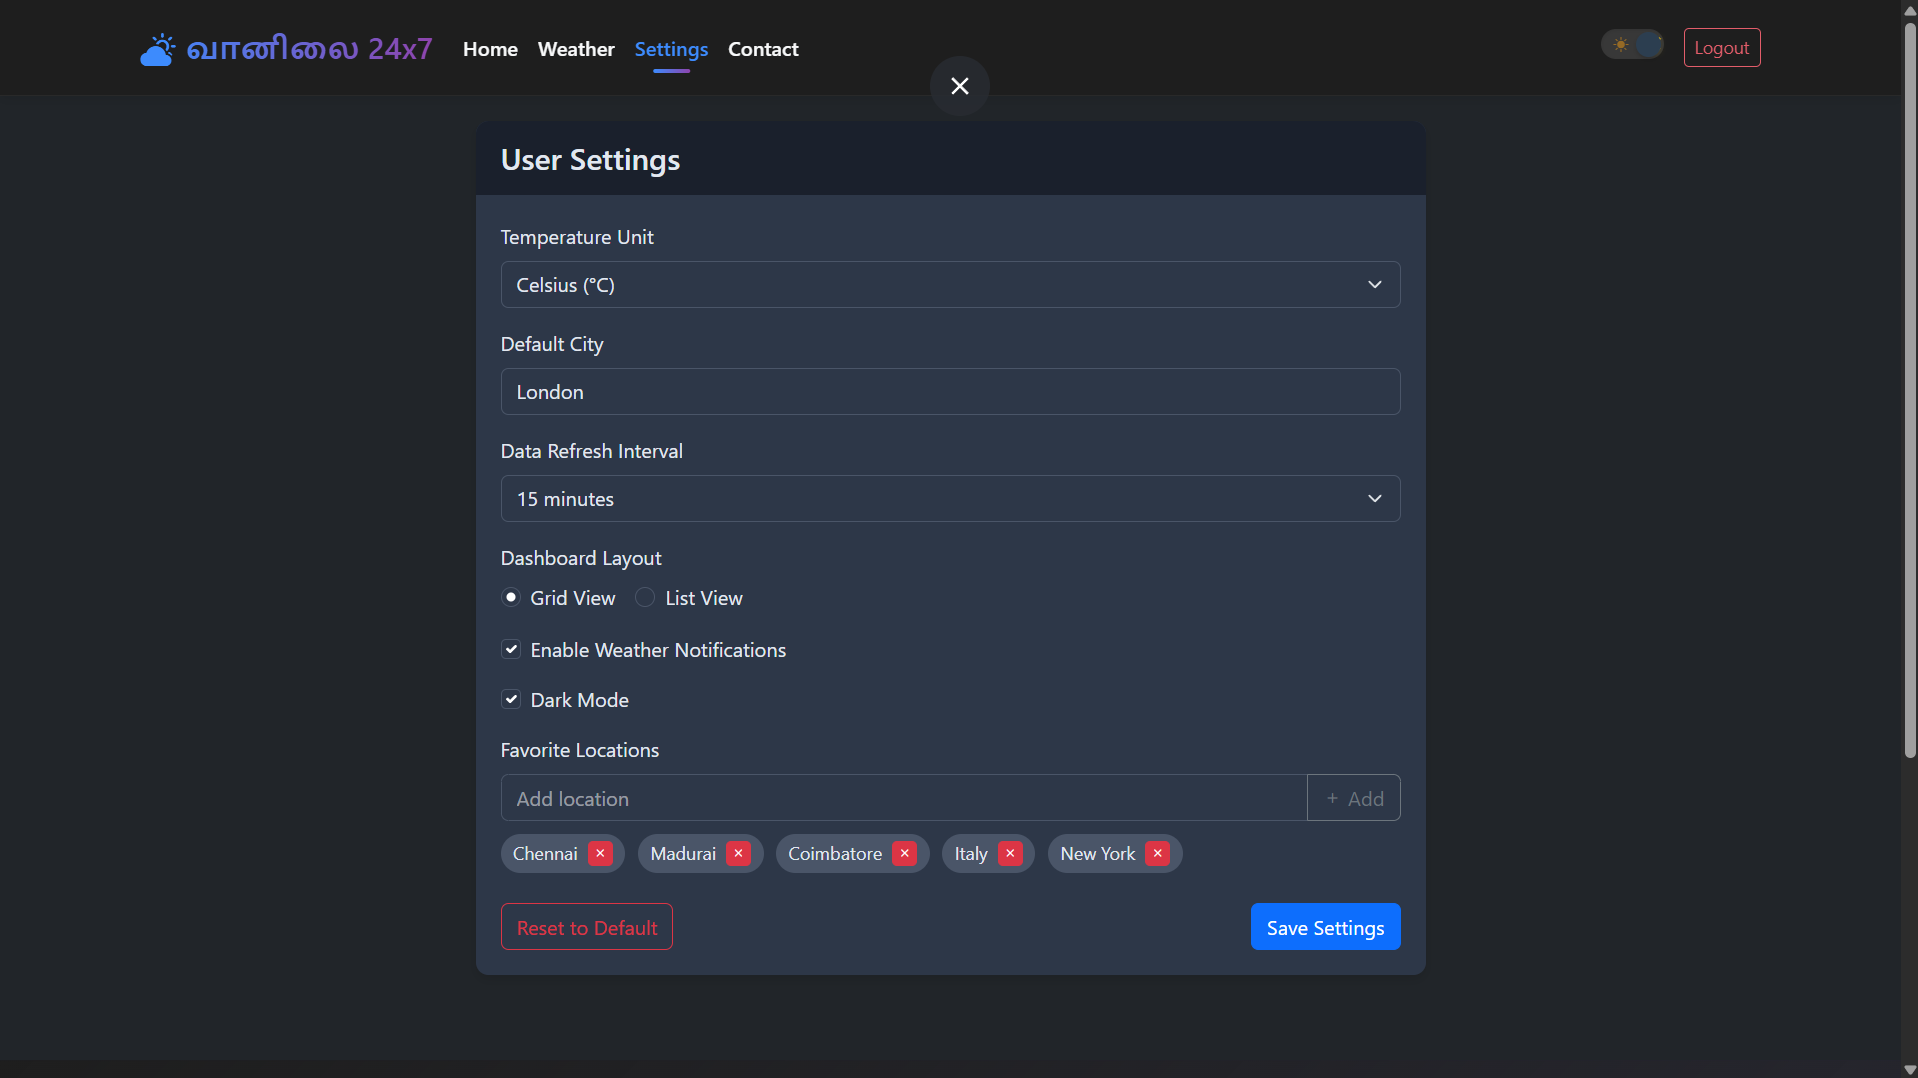 வானிலை 24x7 Home Weather Settings Contact Logout
User Settings
Temperature Unit
Celsius (°C)
Default City
London
Data Refresh Interval
15 minutes
Dashboard Layout
Grid View List View
Enable Weather Notifications
Dark Mode
Favorite Locations
Add location + Add
Chennai × Madurai × Coimbatore × Italy × New York ×
Reset to Default Save Settings